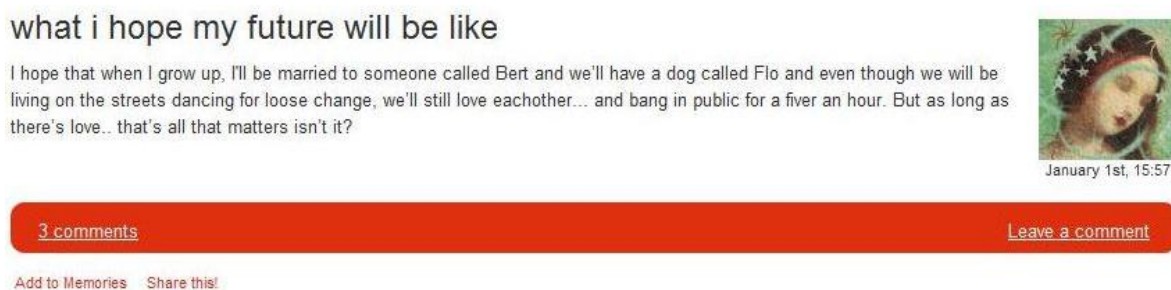 what i hope my future will be like
I hope that when I grow up, I'll be married to someone called Bert and we'll have a dog called Flo and even though we will be
living on the streets dancing for loose change, we'll still love eachother... and bang in public for a fiver an hour. But as long as
there's love.. that's all that matters isn't it?
January 1st, 15:57
3 comments
Leave a comment
Add to Memories Share this!